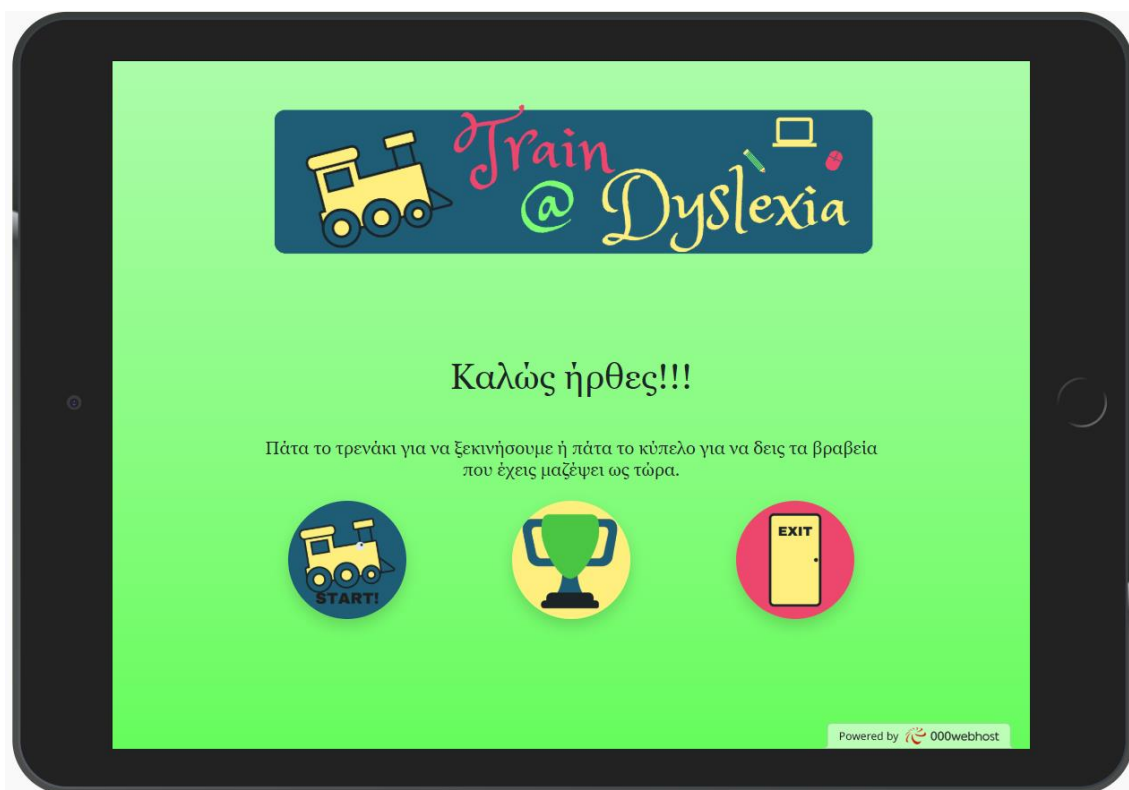 Train
@ Dyslexia
Καλώς ήρθες!!!
Πάτα το τρενάκι για να ξεκινήσουμε ή πάτα το κύπελο για να δεις τα βραβεία
που έχεις μαζέψει ως τώρα.
START!
EXIT
Powered by 000webhost